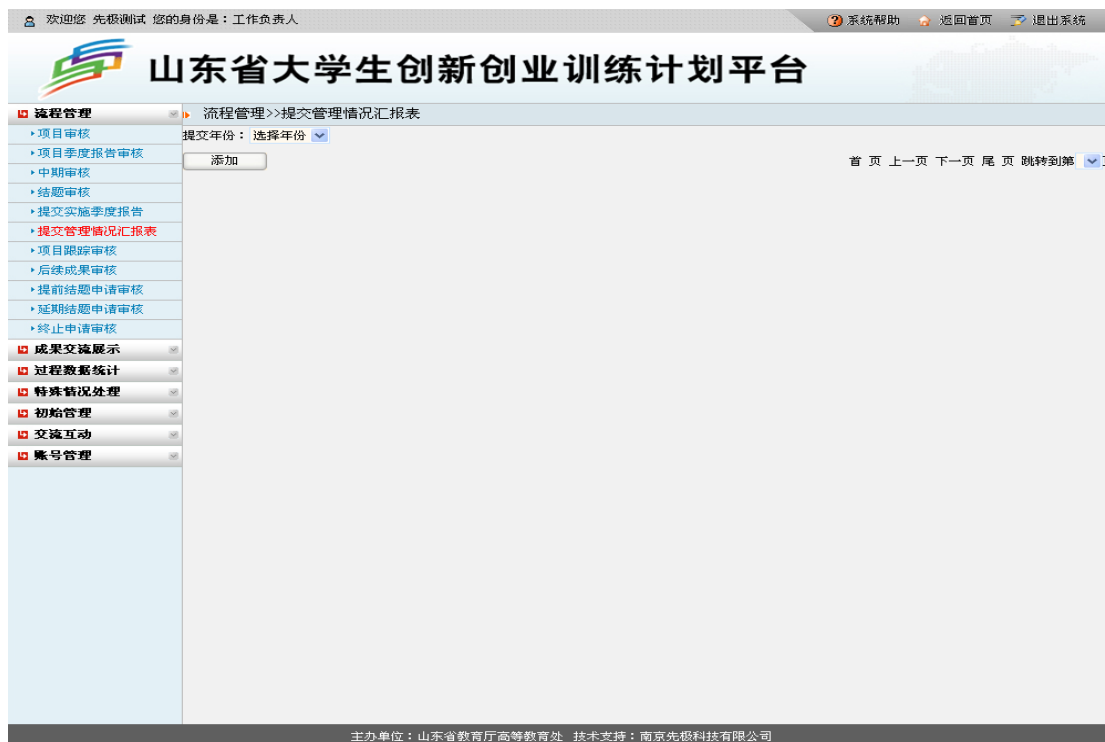 欢迎您 先极测试 您的身份是：工作负责人
系统帮助 返回首页 退出系统
山东省大学生创新创业训练计划平台
流程管理
流程管理>>提交管理情况汇报表
项目审核
提交年份： 选择年份
项目季度报告审核
添加
首 页 上一页 下一页 尾 页 跳转到第
中期审核
结题审核
提交实施季度报告
提交管理情况汇报表
项目跟踪审核
后续成果审核
提前结题申请审核
延期结题申请审核
终止申请审核
成果交流展示
过程数据统计
特殊情况处理
初始管理
交流互动
账号管理
主办单位：山东省教育厅高等教育处 技术支持：南京先极科技有限公司